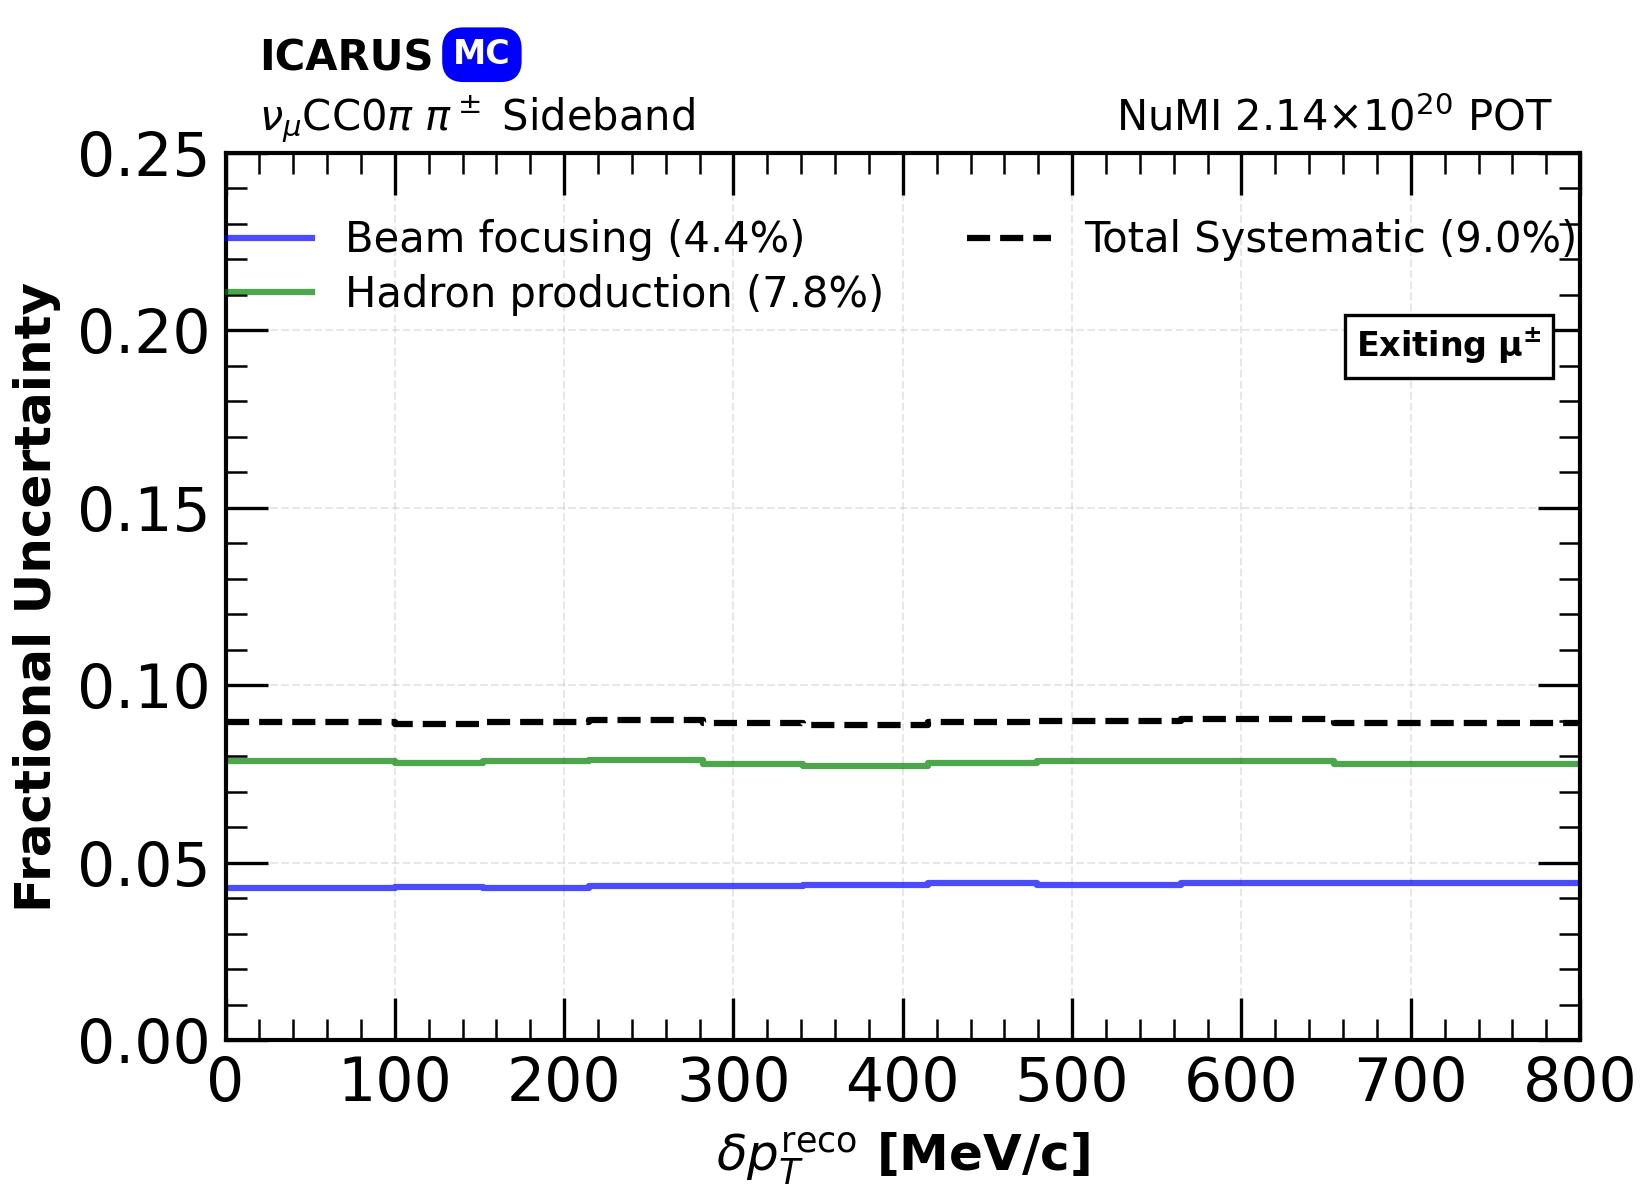 ICARUS MC
νμCC0π π± Sideband NuMI 2.14×10²⁰ POT
0.25
Beam focusing (4.4%) Total Systematic (9.0%)
Hadron production (7.8%)
0.20
Exiting μ±
0.15
0.10
0.05
0.00
Fractional Uncertainty
0 100 200 300 400 500 600 700 800
δp_T^reco [MeV/c]